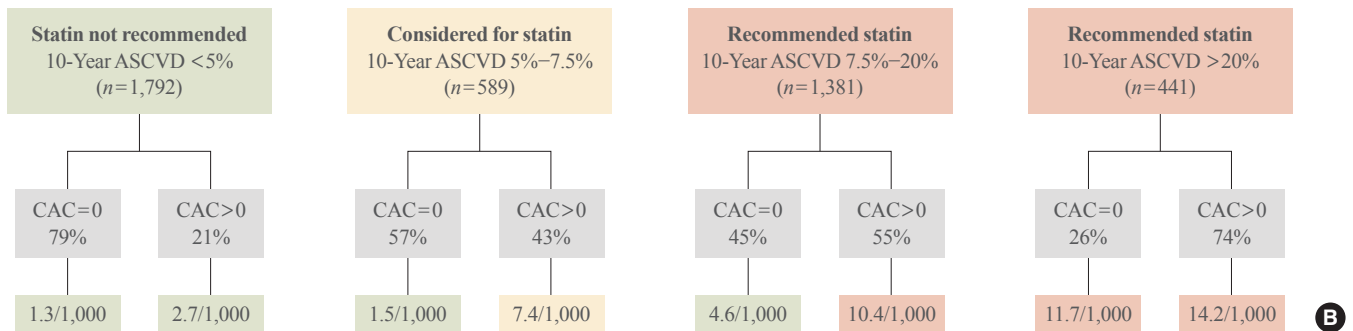 Statin not recommended
10-Year ASCVD <5%
(n=1,792)
Considered for statin
10-Year ASCVD 5%−7.5%
(n=589)
Recommended statin
10-Year ASCVD 7.5%−20%
(n=1,381)
Recommended statin
10-Year ASCVD >20%
(n=441)
CAC=0
79%
CAC>0
21%
CAC=0
57%
CAC>0
43%
CAC=0
45%
CAC>0
55%
CAC=0
26%
CAC>0
74%
1.3/1,000
2.7/1,000
1.5/1,000
7.4/1,000
4.6/1,000
10.4/1,000
11.7/1,000
14.2/1,000
B